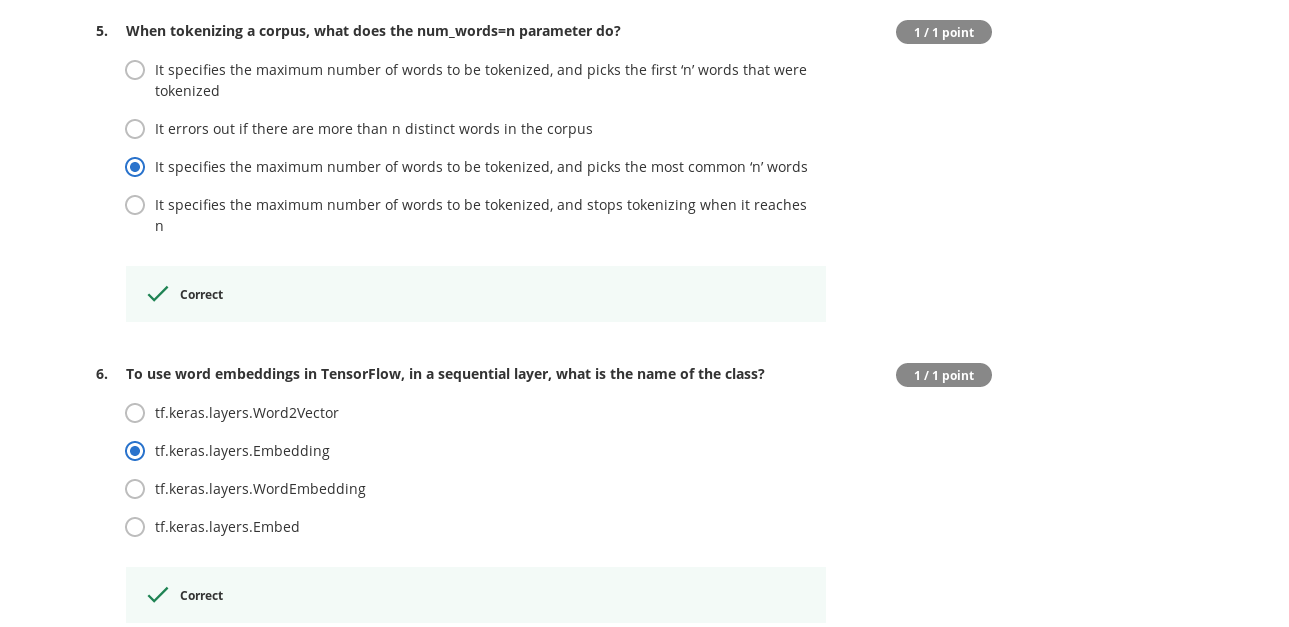 5. When tokenizing a corpus, what does the num_words=n parameter do?
1 / 1 point
It specifies the maximum number of words to be tokenized, and picks the first ‘n’ words that were
tokenized
It errors out if there are more than n distinct words in the corpus
It specifies the maximum number of words to be tokenized, and picks the most common ‘n’ words
It specifies the maximum number of words to be tokenized, and stops tokenizing when it reaches
n
Correct
6. To use word embeddings in TensorFlow, in a sequential layer, what is the name of the class?
1 / 1 point
tf.keras.layers.Word2Vector
tf.keras.layers.Embedding
tf.keras.layers.WordEmbedding
tf.keras.layers.Embed
Correct